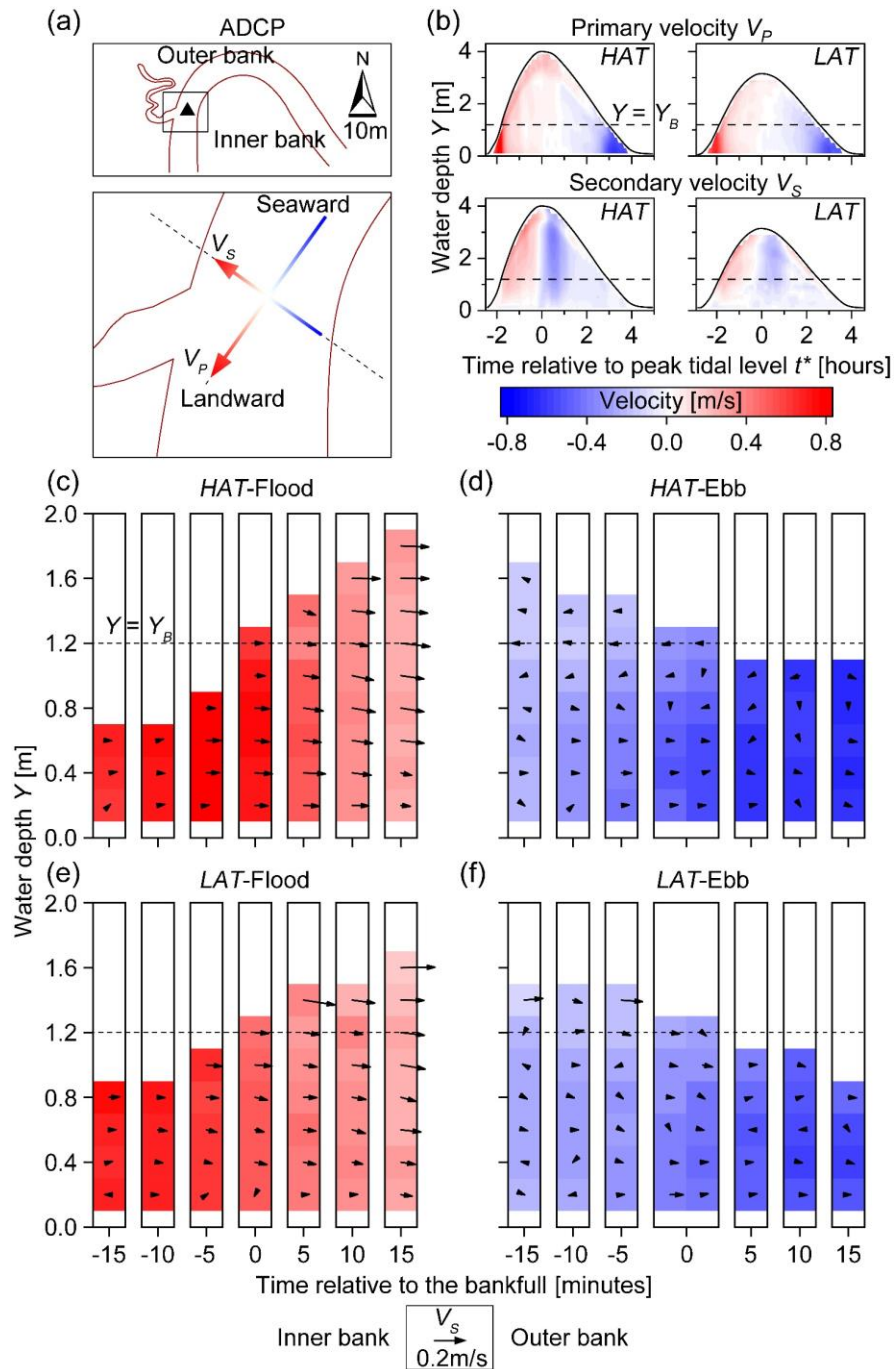 (a)
ADCP
Outer bank
N
10m
Inner bank
Seaward
V_S
V_P
Landward
(b)
Primary velocity V_P
HAT
LAT
Y = Y_B
4
2
0
Water depth Y [m]
Secondary velocity V_S
HAT
LAT
4
2
0
-2 0 2 4 -2 0 2 4
Time relative to peak tidal level t* [hours]
Velocity [m/s]
-0.8 -0.4 0.0 0.4 0.8
(c)
HAT-Flood
2.0
1.6
Y = Y_B
1.2
0.8
0.4
0.0
(d)
HAT-Ebb
Water depth Y [m]
(e)
LAT-Flood
2.0
1.6
1.2
0.8
0.4
0.0
-15 -10 -5 0 5 10 15
(f)
LAT-Ebb
-15 -10 -5 0 5 10 15
Time relative to the bankfull [minutes]
Inner bank
V_S
0.2m/s
Outer bank